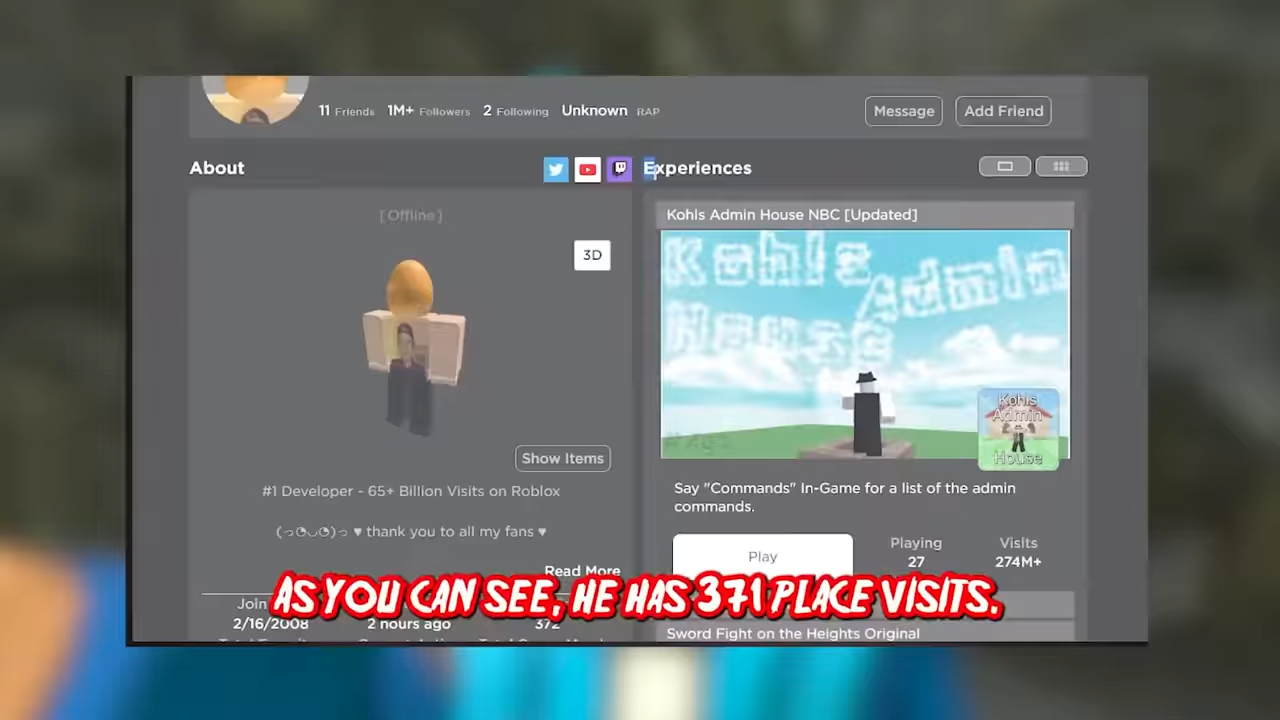 11 Friends 1M+ Followers 2 Following Unknown RAP
Message Add Friend
About
Experiences
[ Offline ]
3D
Show Items
#1 Developer - 65+ Billion Visits on Roblox
(っ◔◡◔)っ ♥ thank you to all my fans ♥
Read More
Join
2/16/2008 2 hours ago 372
Kohls Admin House NBC [Updated]
Kohls Admin
House
Kohls
Admin
House
Say "Commands" In-Game for a list of the admin
commands.
Play
Playing Visits
27 274M+
AS YOU CAN SEE, HE HAS 371 PLACE VISITS.
Sword Fight on the Heights Original